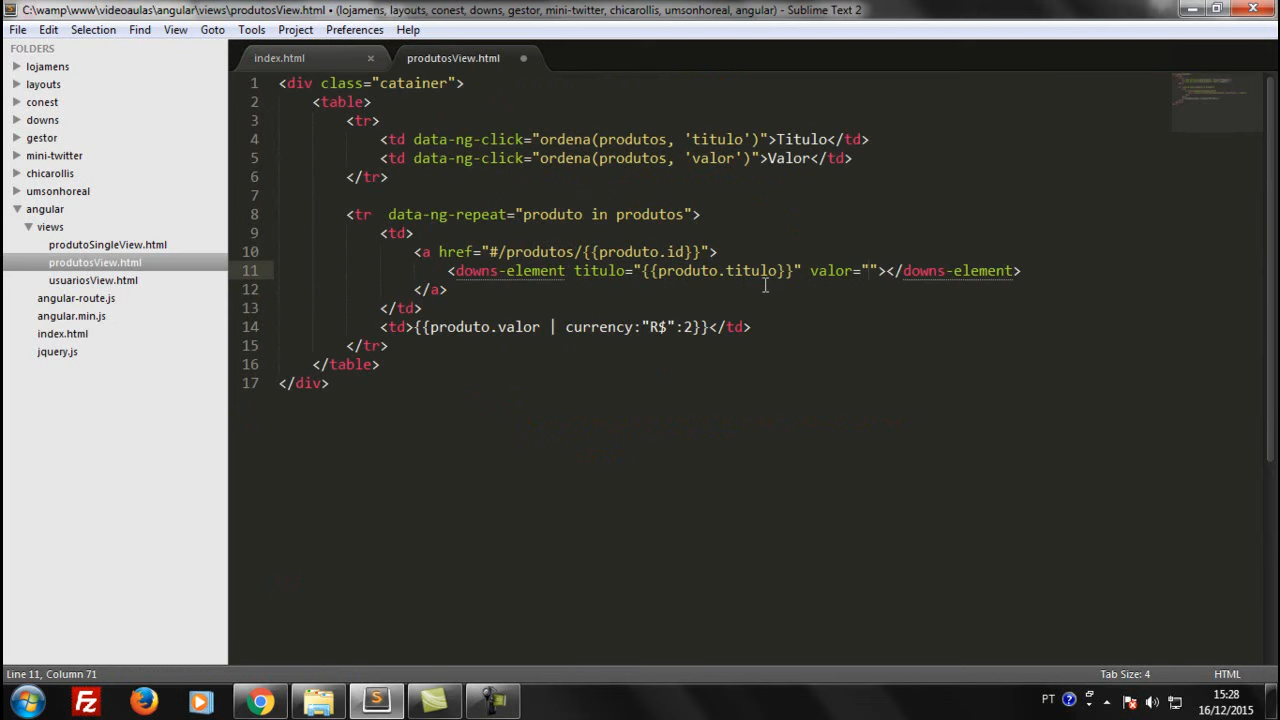 C:\wamp\www\videoaulas\angular\views\produtosView.html • (lojamens, layouts, conest, downs, gestor, mini-twitter, chicarollis, umsonhoreal, angular) - Sublime Text 2
File Edit Selection Find View Goto Tools Project Preferences Help
FOLDERS
lojamens
layouts
conest
downs
gestor
mini-twitter
chicarollis
umsonhoreal
angular
views
produtoSingleView.html
produtosView.html
usuariosView.html
angular-route.js
angular.min.js
index.html
jquery.js
index.html × produtosView.html
1 <div class="catainer">
2 <table>
3 <tr>
4 <td data-ng-click="ordena(produtos, 'titulo')">Titulo</td>
5 <td data-ng-click="ordena(produtos, 'valor')">Valor</td>
6 </tr>
7
8 <tr  data-ng-repeat="produto in produtos">
9 <td>
10 <a href="#/produtos/{{produto.id}}">
11 <downs-element titulo="{{produto.titulo}}" valor=""></downs-element>
12 </a>
13 </td>
14 <td>{{produto.valor | currency:"R$":2}}</td>
15 </tr>
16 </table>
17 </div>
Line 11, Column 71 Tab Size: 4 HTML
PT 15:28
16/12/2015